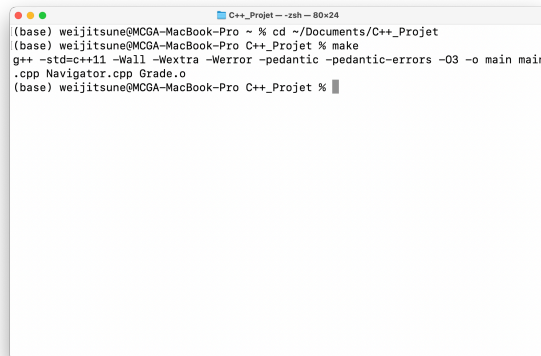 C++_Projet — -zsh — 80×24
(base) weijitsune@MCGA-MacBook-Pro ~ % cd ~/Documents/C++_Projet
(base) weijitsune@MCGA-MacBook-Pro C++_Projet % make
g++ -std=c++11 -Wall -Wextra -Werror -pedantic -pedantic-errors -O3 -o main main
.cpp Navigator.cpp Grade.o
(base) weijitsune@MCGA-MacBook-Pro C++_Projet %